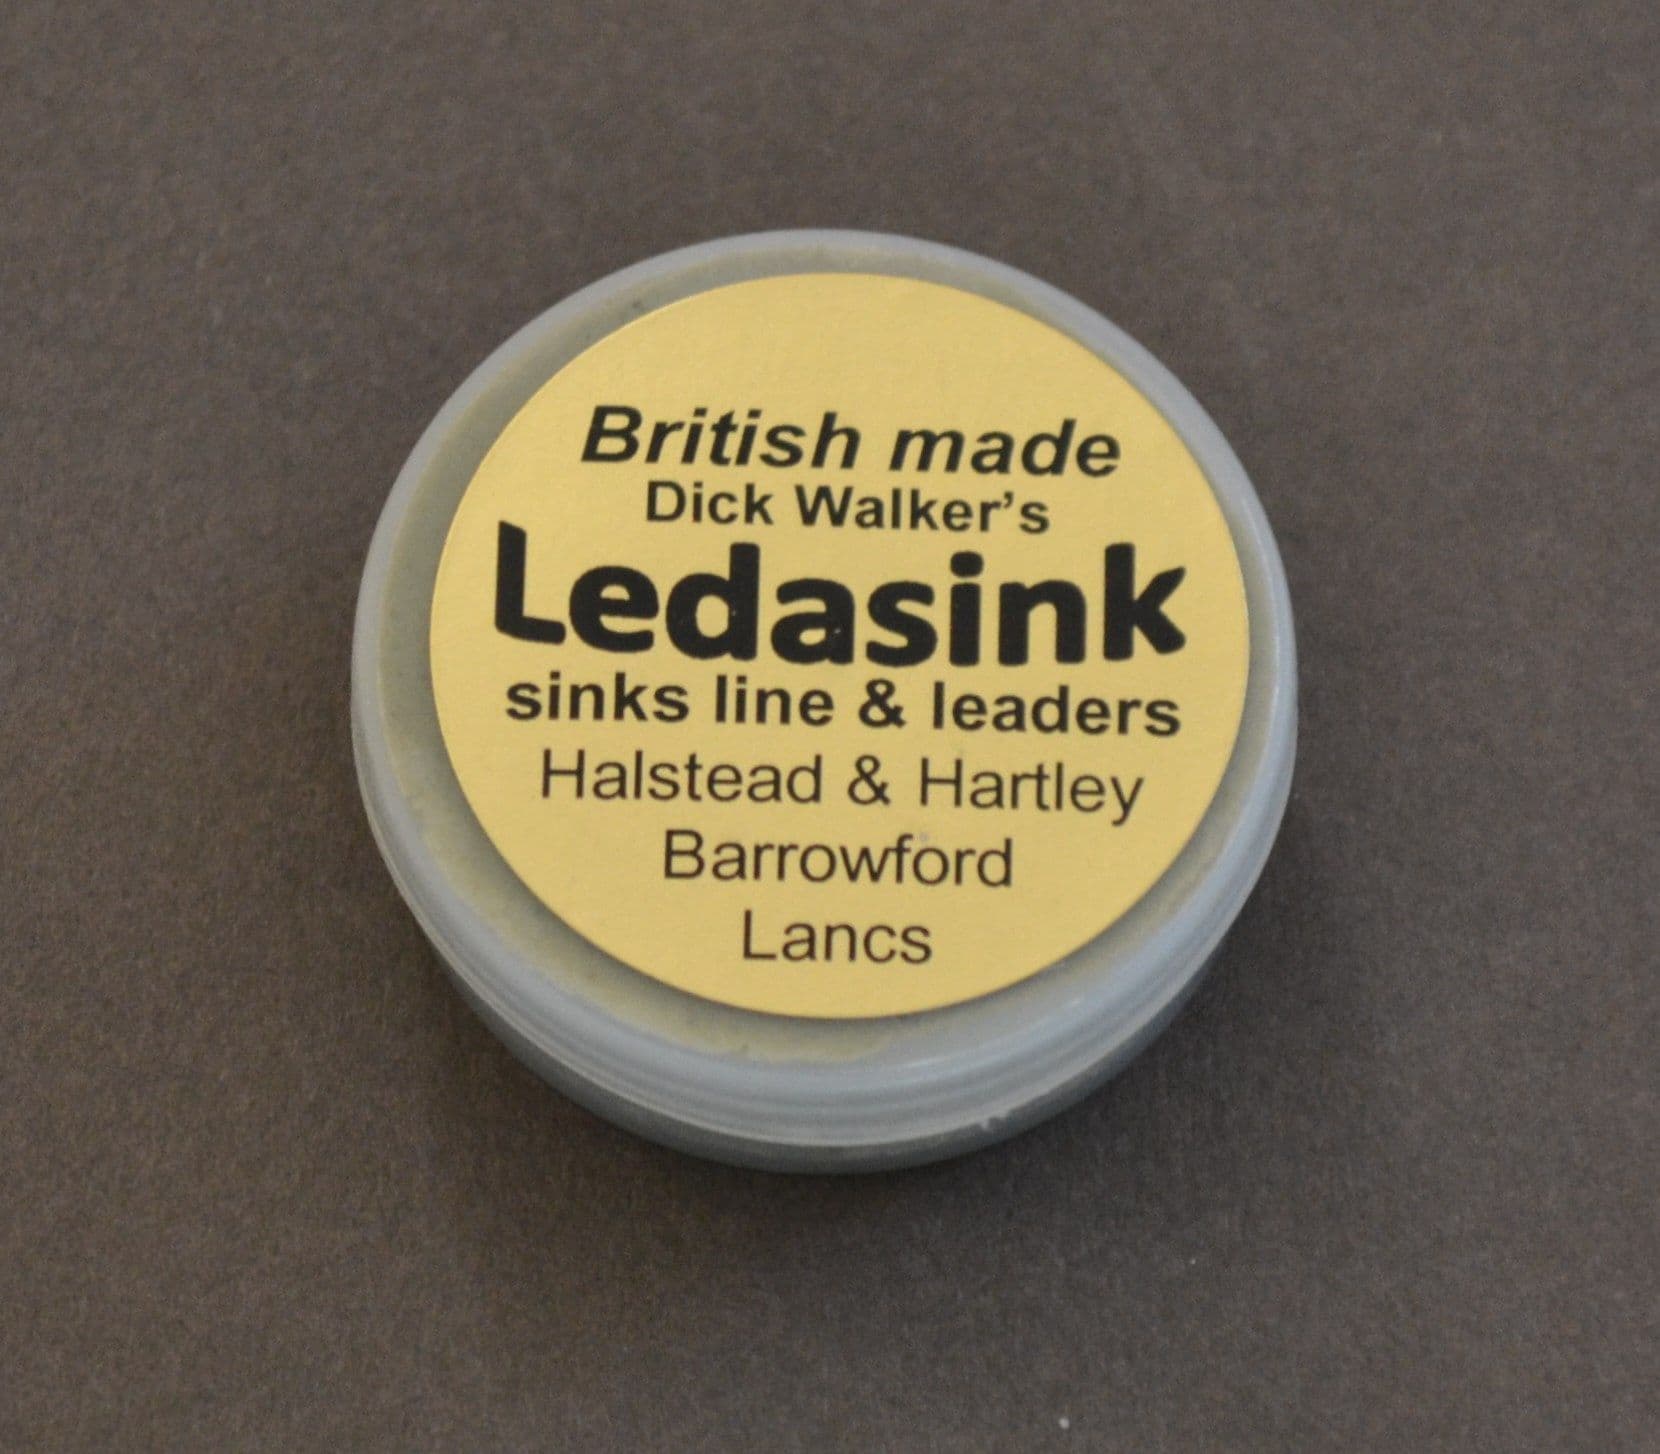 British made
Dick Walker's
Ledasink
sinks line & leaders
Halstead & Hartley
Barrowford
Lancs